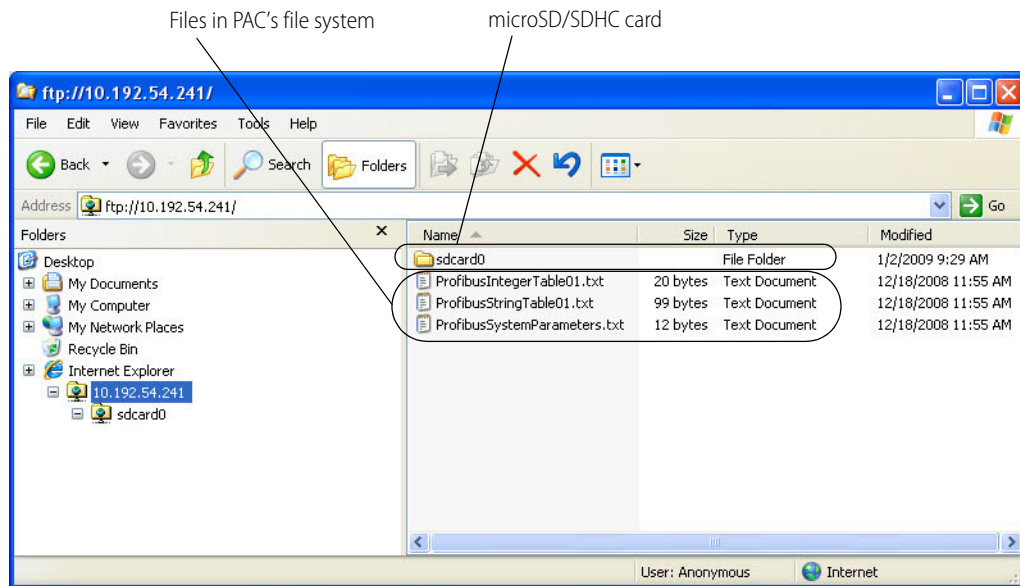 Files in PAC's file system
microSD/SDHC card
ftp://10.192.54.241/
File Edit View Favorites Tools Help
Back Search Folders
Address ftp://10.192.54.241/ Go
Folders x Name Size Type Modified
Desktop
My Documents
My Computer
My Network Places
Recycle Bin
Internet Explorer
10.192.54.241
sdcard0
sdcard0 File Folder 1/2/2009 9:29 AM
ProfibusIntegerTable01.txt 20 bytes Text Document 12/18/2008 11:55 AM
ProfibusStringTable01.txt 99 bytes Text Document 12/18/2008 11:55 AM
ProfibusSystemParameters.txt 12 bytes Text Document 12/18/2008 11:55 AM
User: Anonymous Internet